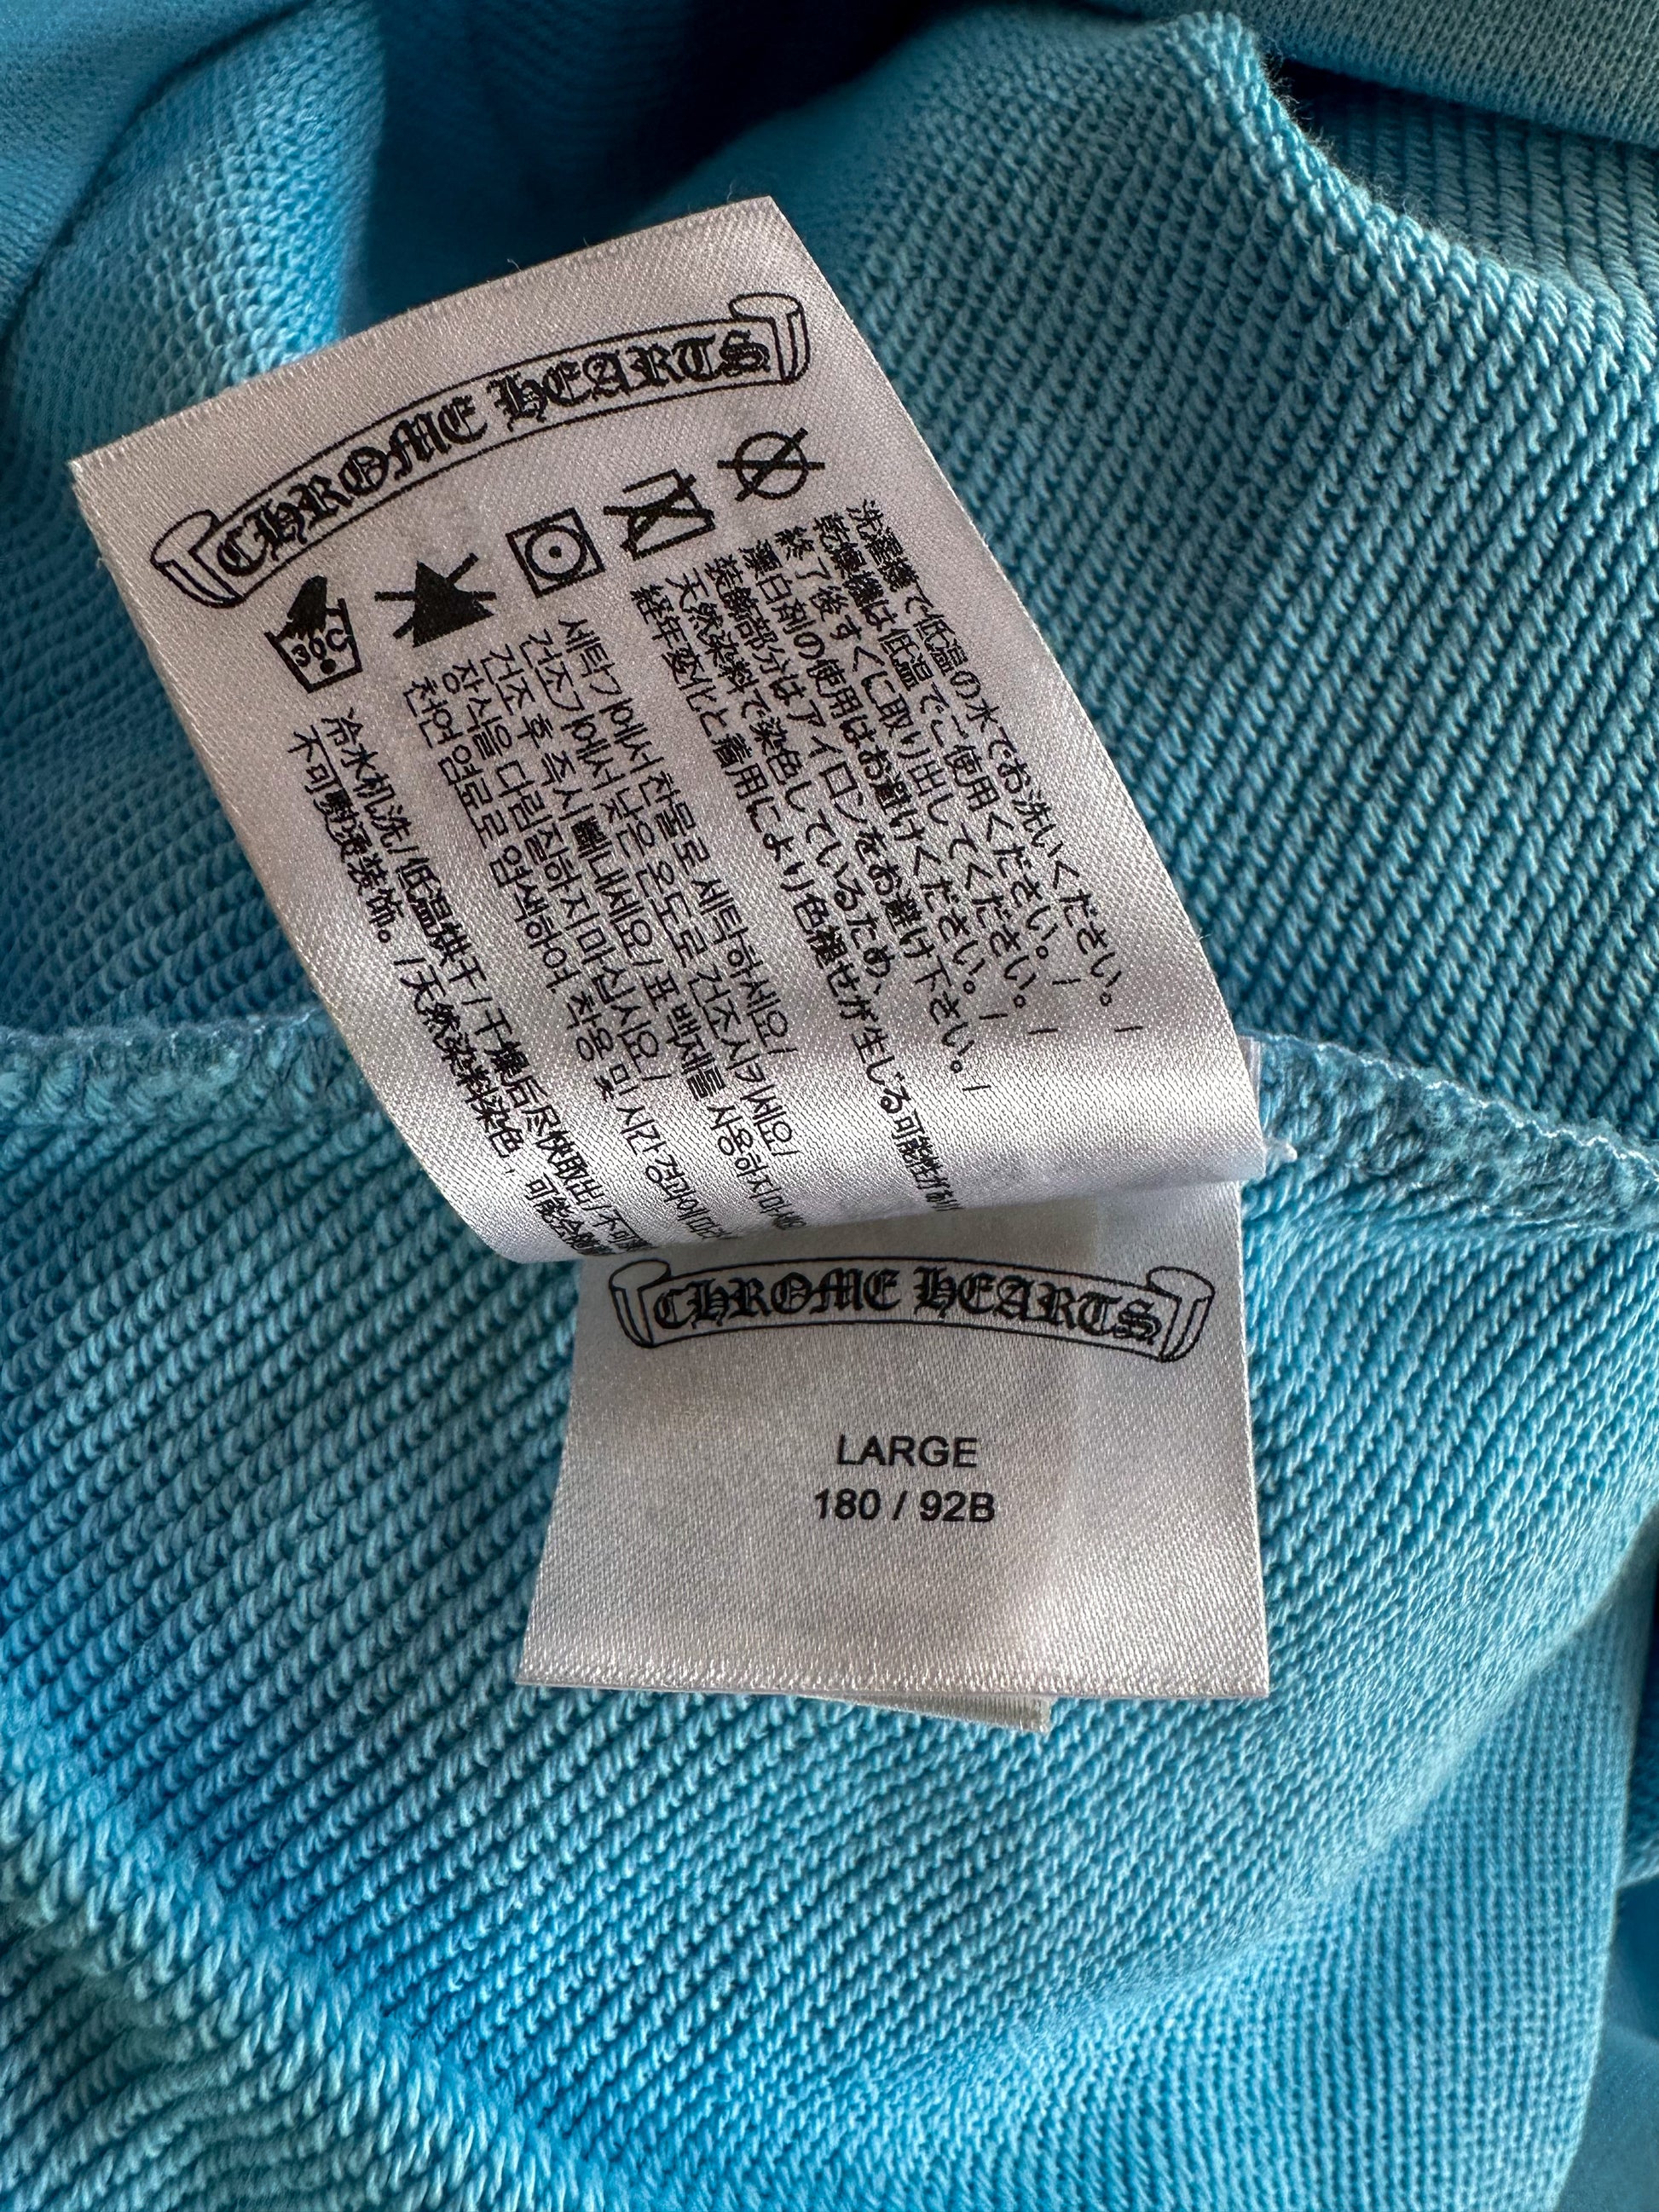 CHROME HEARTS
30C
洗濯機で低温の水でお洗いください。/
乾燥機は低温でご使用ください。/
終了後すぐに取り出してください。/
漂白剤の使用はお避けください。/
装飾部分はアイロンをお避け下さい。/
天然染料で染色しているため、
経年変化と着用により色褪せが生じる可能性があり
세탁기에서 찬물로 세탁하세요/
건조기에서 낮은 온도로 건조시키세요/
건조 후 즉시 빼내세요/표백제를 사용하지마세요
장식을 다림질하지 마십시요/
천연 염료로 염색하여, 착용 및 시간 경과에 따라
冷水机洗/低温烘干/干燥后尽快取出/不可漂
不可熨烫装饰。/天然染料染色，可能会随
CHROME HEARTS
LARGE
180 / 92B